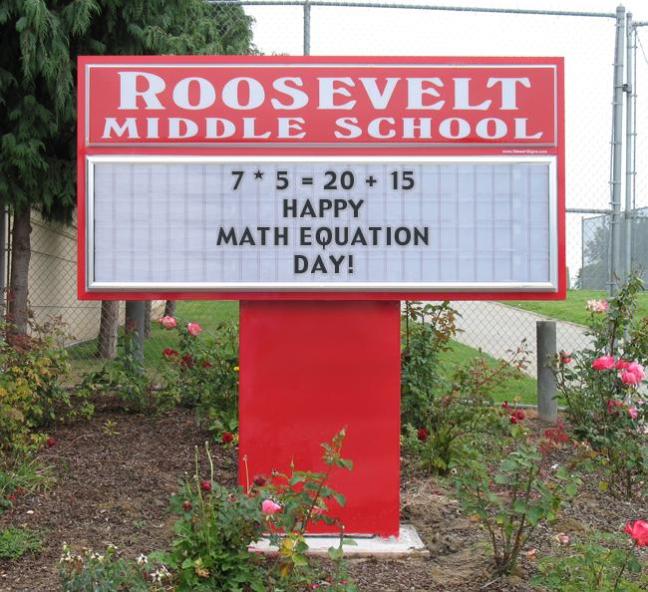 ROOSEVELT
MIDDLE SCHOOL
7 * 5 = 20 + 15
HAPPY
MATH EQUATION
DAY!